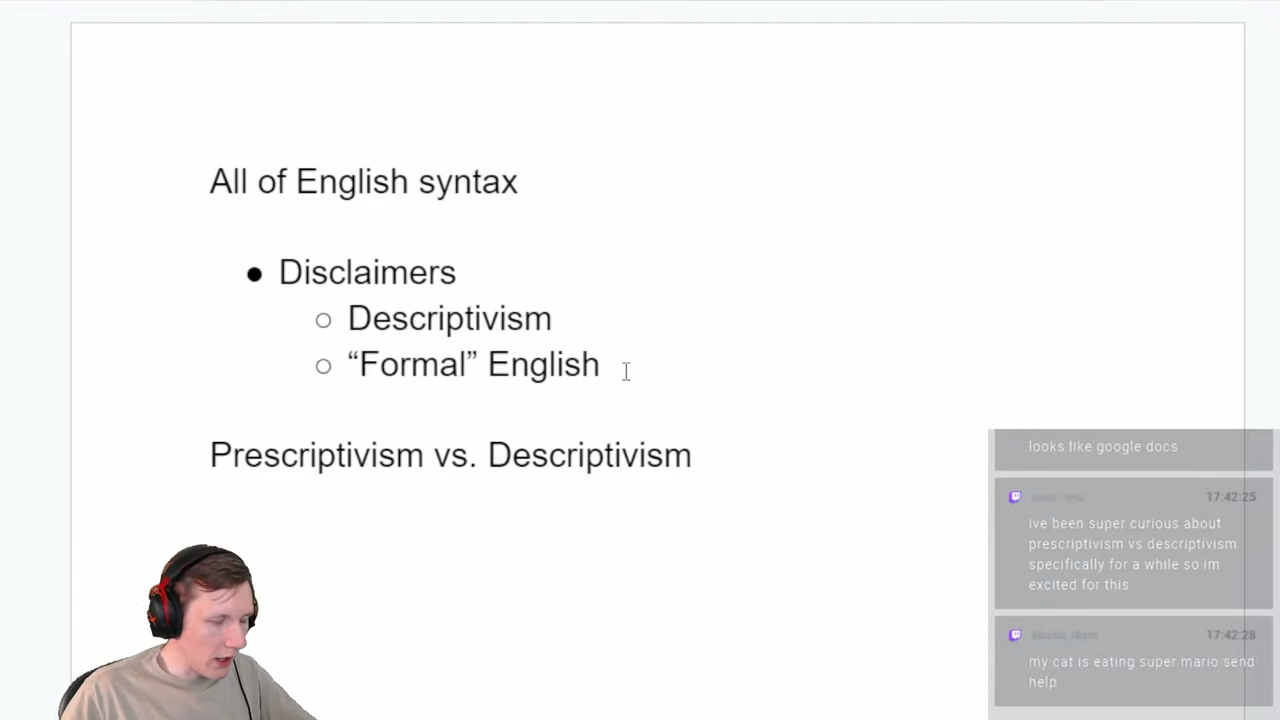 All of English syntax
● Disclaimers
○ Descriptivism
○ “Formal” English
Prescriptivism vs. Descriptivism
looks like google docs
17:42:25
ive been super curious about
prescriptivism vs descriptivism
specifically for a while so im
excited for this
17:42:28
my cat is eating super mario send
help